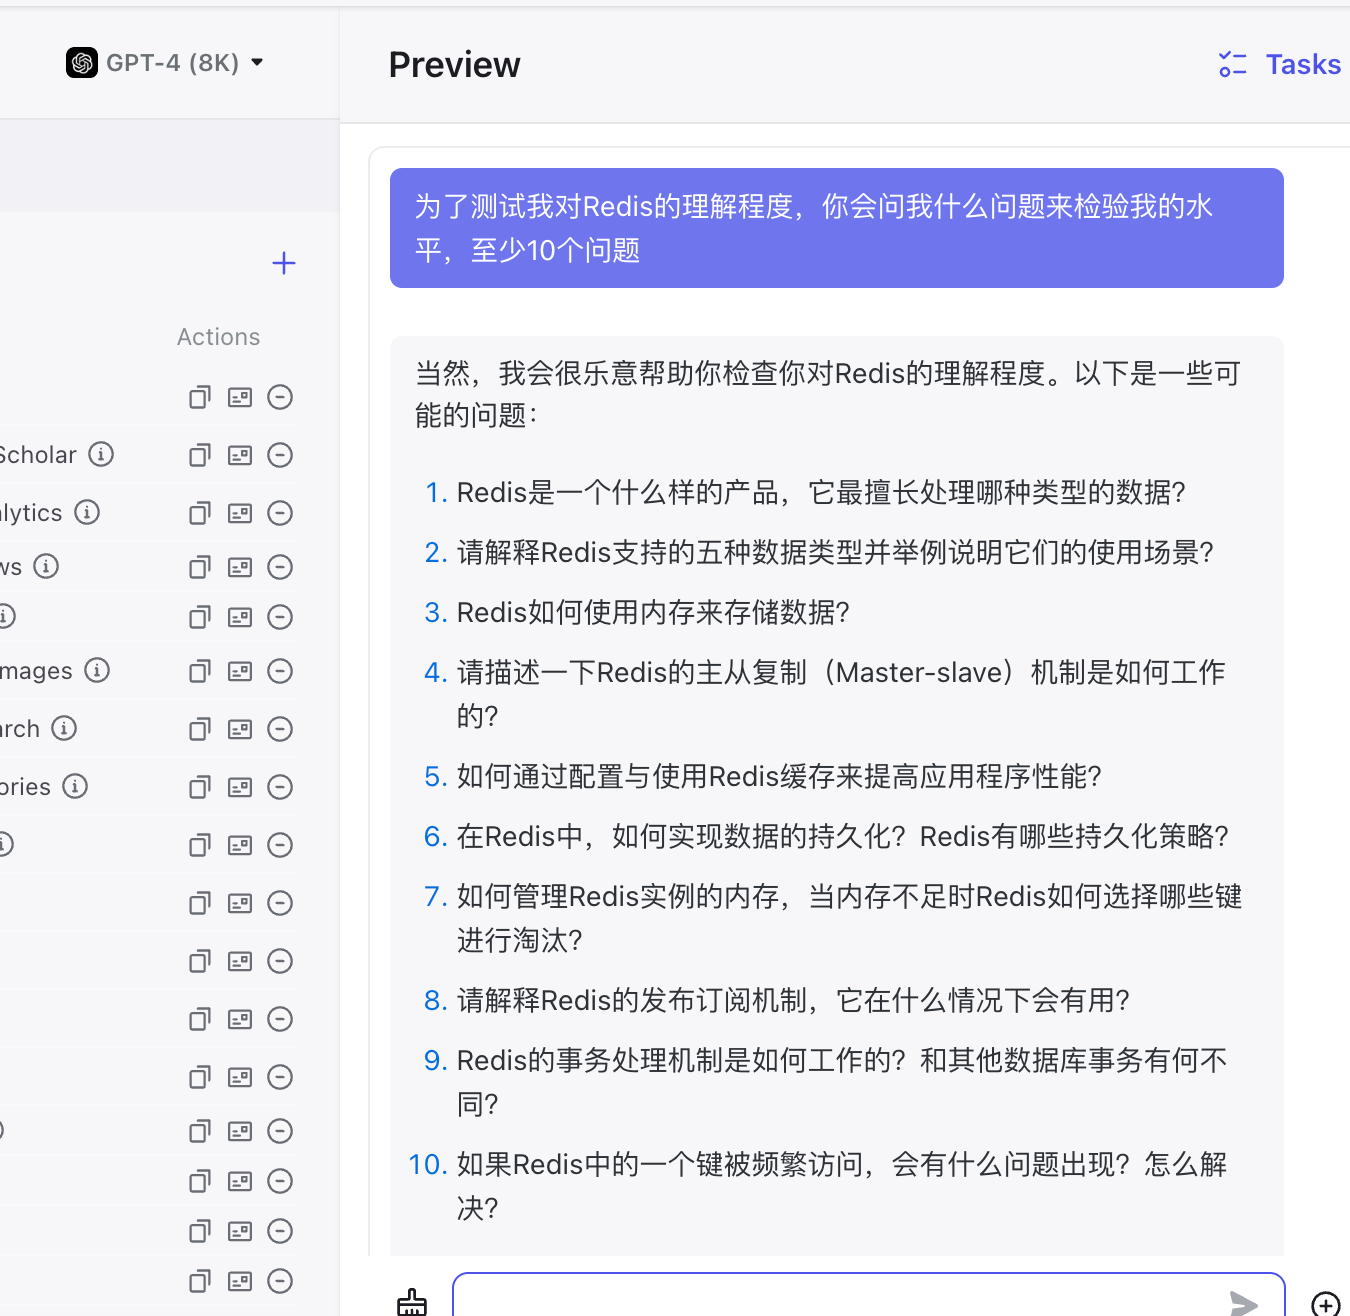 GPT-4 (8K)
Preview
Tasks
Actions
Scholar
lytics
ws
mages
arch
ories
为了测试我对Redis的理解程度，你会问我什么问题来检验我的水
平，至少10个问题
当然，我会很乐意帮助你检查你对Redis的理解程度。以下是一些可
能的问题：
1. Redis是一个什么样的产品，它最擅长处理哪种类型的数据？
2. 请解释Redis支持的五种数据类型并举例说明它们的使用场景？
3. Redis如何使用内存来存储数据？
4. 请描述一下Redis的主从复制（Master-slave）机制是如何工作
的？
5. 如何通过配置与使用Redis缓存来提高应用程序性能？
6. 在Redis中，如何实现数据的持久化？Redis有哪些持久化策略？
7. 如何管理Redis实例的内存，当内存不足时Redis如何选择哪些键
进行淘汰？
8. 请解释Redis的发布订阅机制，它在什么情况下会有用？
9. Redis的事务处理机制是如何工作的？和其他数据库事务有何不
同？
10. 如果Redis中的一个键被频繁访问，会有什么问题出现？怎么解
决？